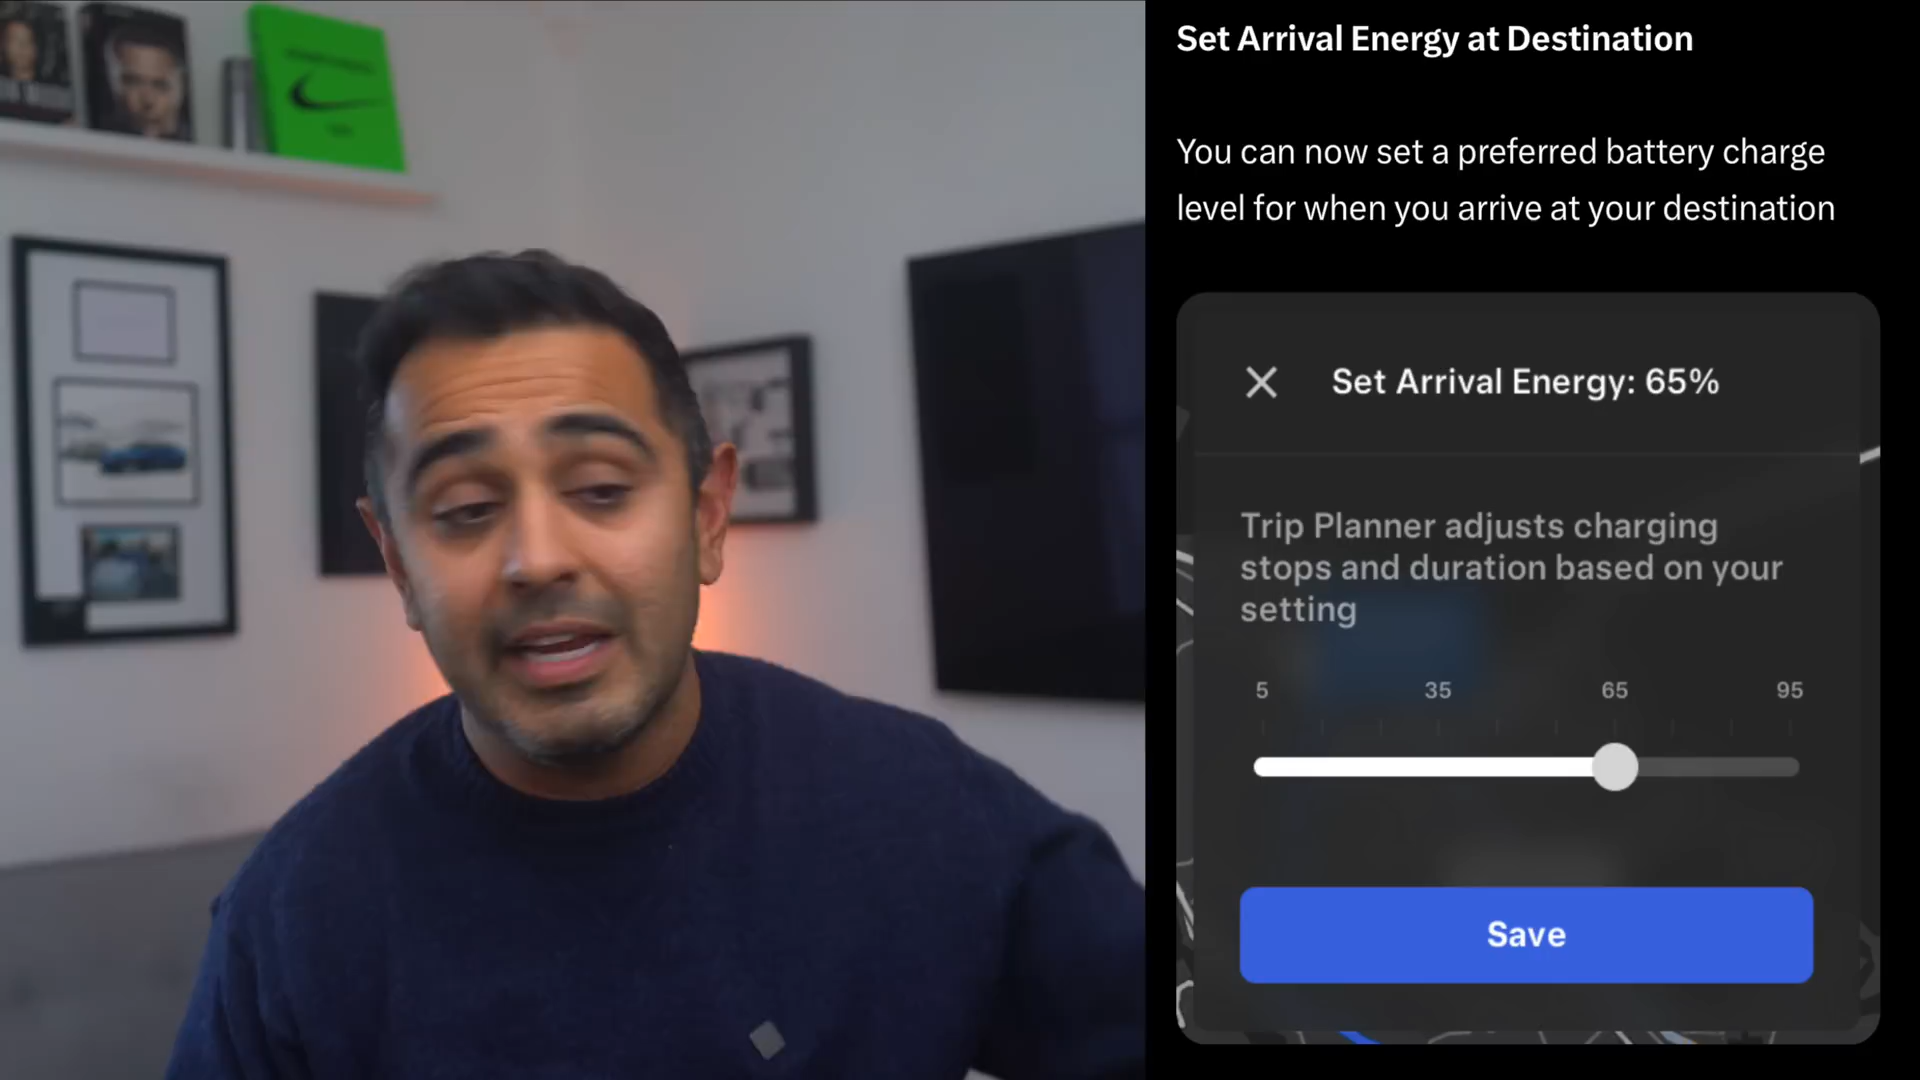 Set Arrival Energy at Destination
You can now set a preferred battery charge
level for when you arrive at your destination
Set Arrival Energy: 65%
Trip Planner adjusts charging
stops and duration based on your
setting
5 35 65 95
Save